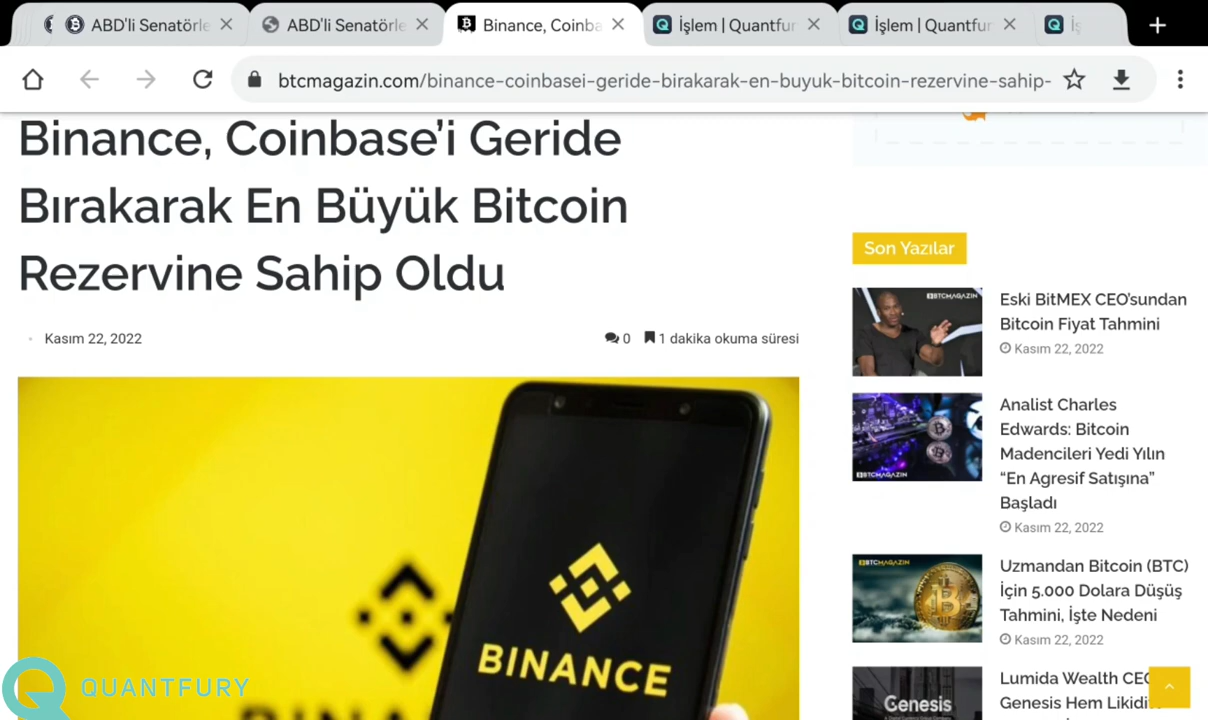 ABD'li Senatörle
ABD'li Senatörle
Binance, Coinba
İşlem | Quantfur
İşlem | Quantfur
İş
btcmagazin.com/binance-coinbasei-geride-birakarak-en-buyuk-bitcoin-rezervine-sahip-
Binance, Coinbase'i Geride
Bırakarak En Büyük Bitcoin
Rezervine Sahip Oldu
Kasım 22, 2022
0
1 dakika okuma süresi
BINANCE
QUANTFURY
Son Yazılar
BTCMAGAZIN
Eski BitMEX CEO'sundan
Bitcoin Fiyat Tahmini
Kasım 22, 2022
BTCMAGAZIN
Analist Charles
Edwards: Bitcoin
Madencileri Yedi Yılın
“En Agresif Satışına”
Başladı
Kasım 22, 2022
BTCMAGAZIN
Uzmandan Bitcoin (BTC)
İçin 5.000 Dolara Düşüş
Tahmini, İşte Nedeni
Kasım 22, 2022
Genesis
Lumida Wealth CEO
Genesis Hem Likidit